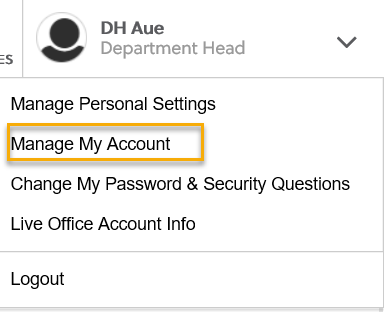 DH Aue
Department Head
ES
Manage Personal Settings
Manage My Account
Change My Password & Security Questions
Live Office Account Info
Logout